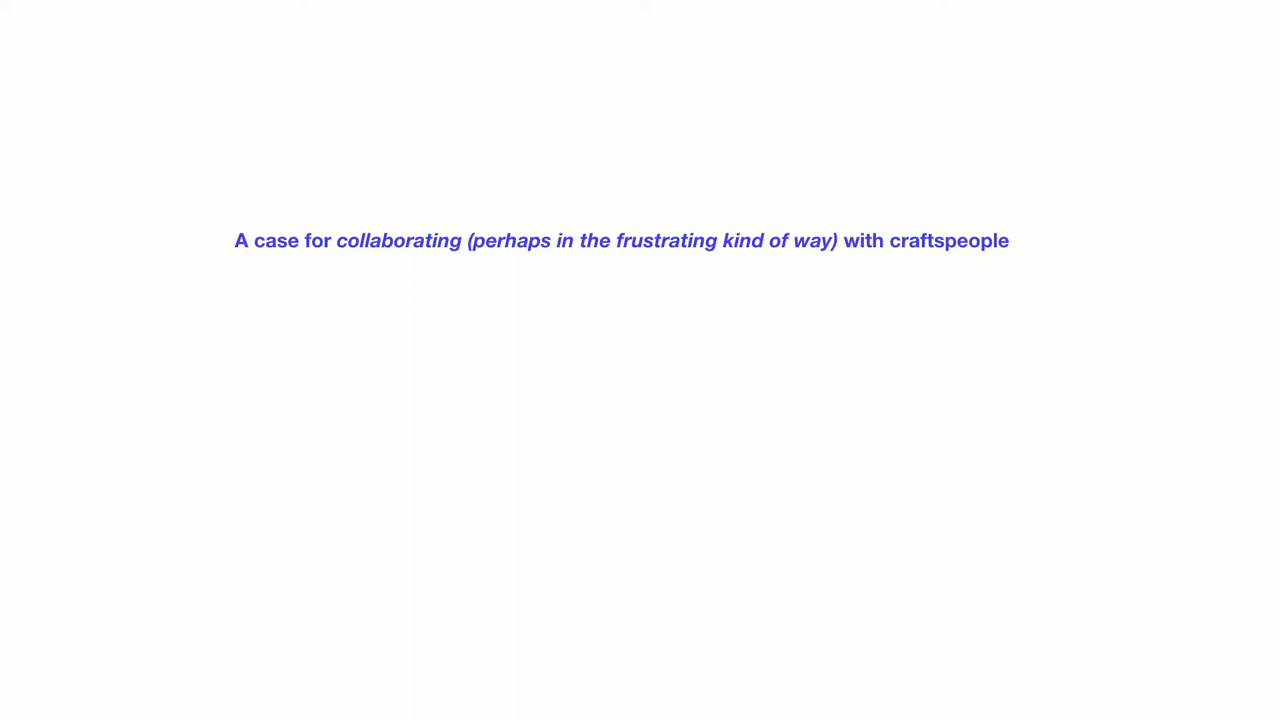 A case for collaborating (perhaps in the frustrating kind of way) with craftspeople